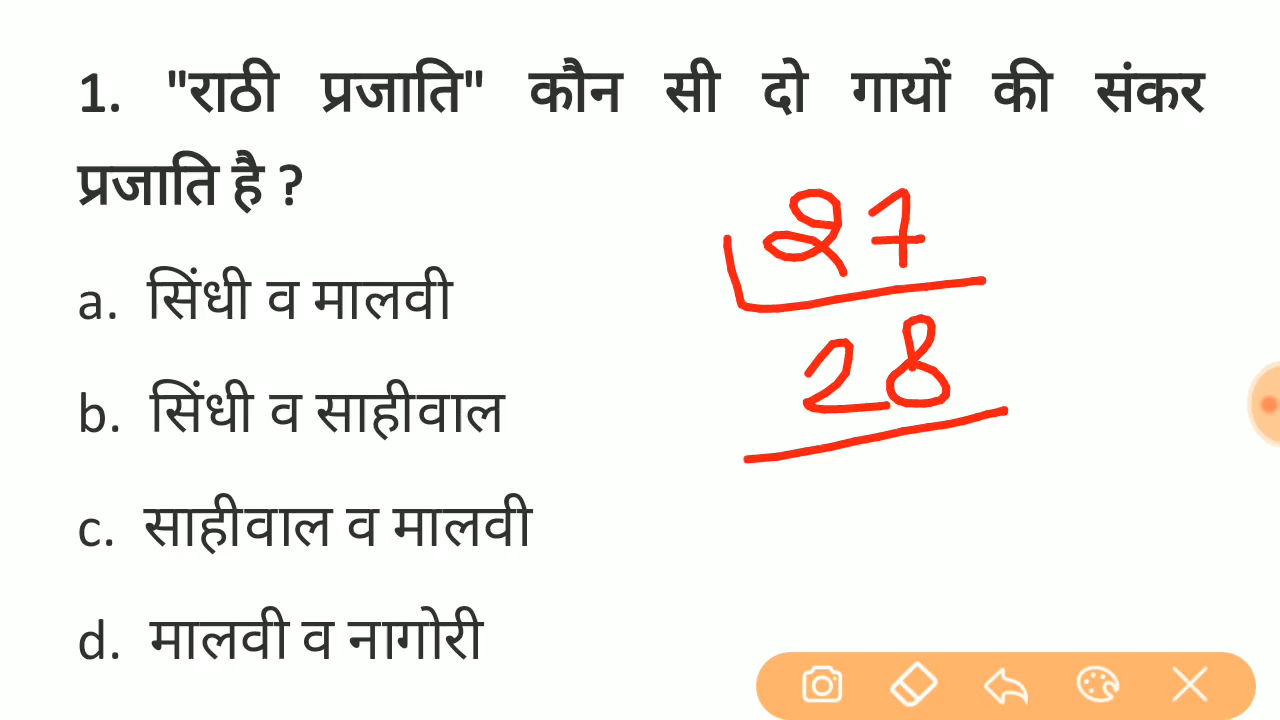 1. "राठी प्रजाति" कौन सी दो गायों की संकर
प्रजाति है ?
27
a. सिंधी व मालवी
28
b. सिंधी व साहीवाल
c. साहीवाल व मालवी
d. मालवी व नागोरी